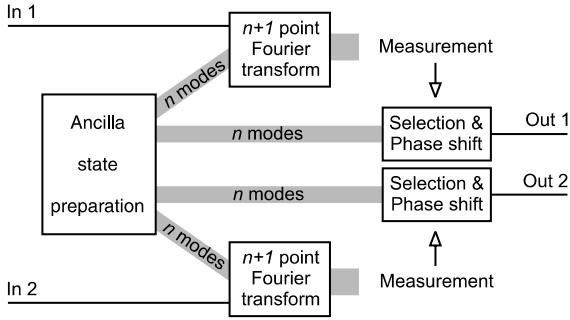 In 1
n+1 point
Fourier
transform
n modes
Measurement
Ancilla
state
preparation
n modes
Selection &
Phase shift
Out 1
n modes
Selection &
Phase shift
Out 2
n modes
n+1 point
Fourier
transform
Measurement
In 2